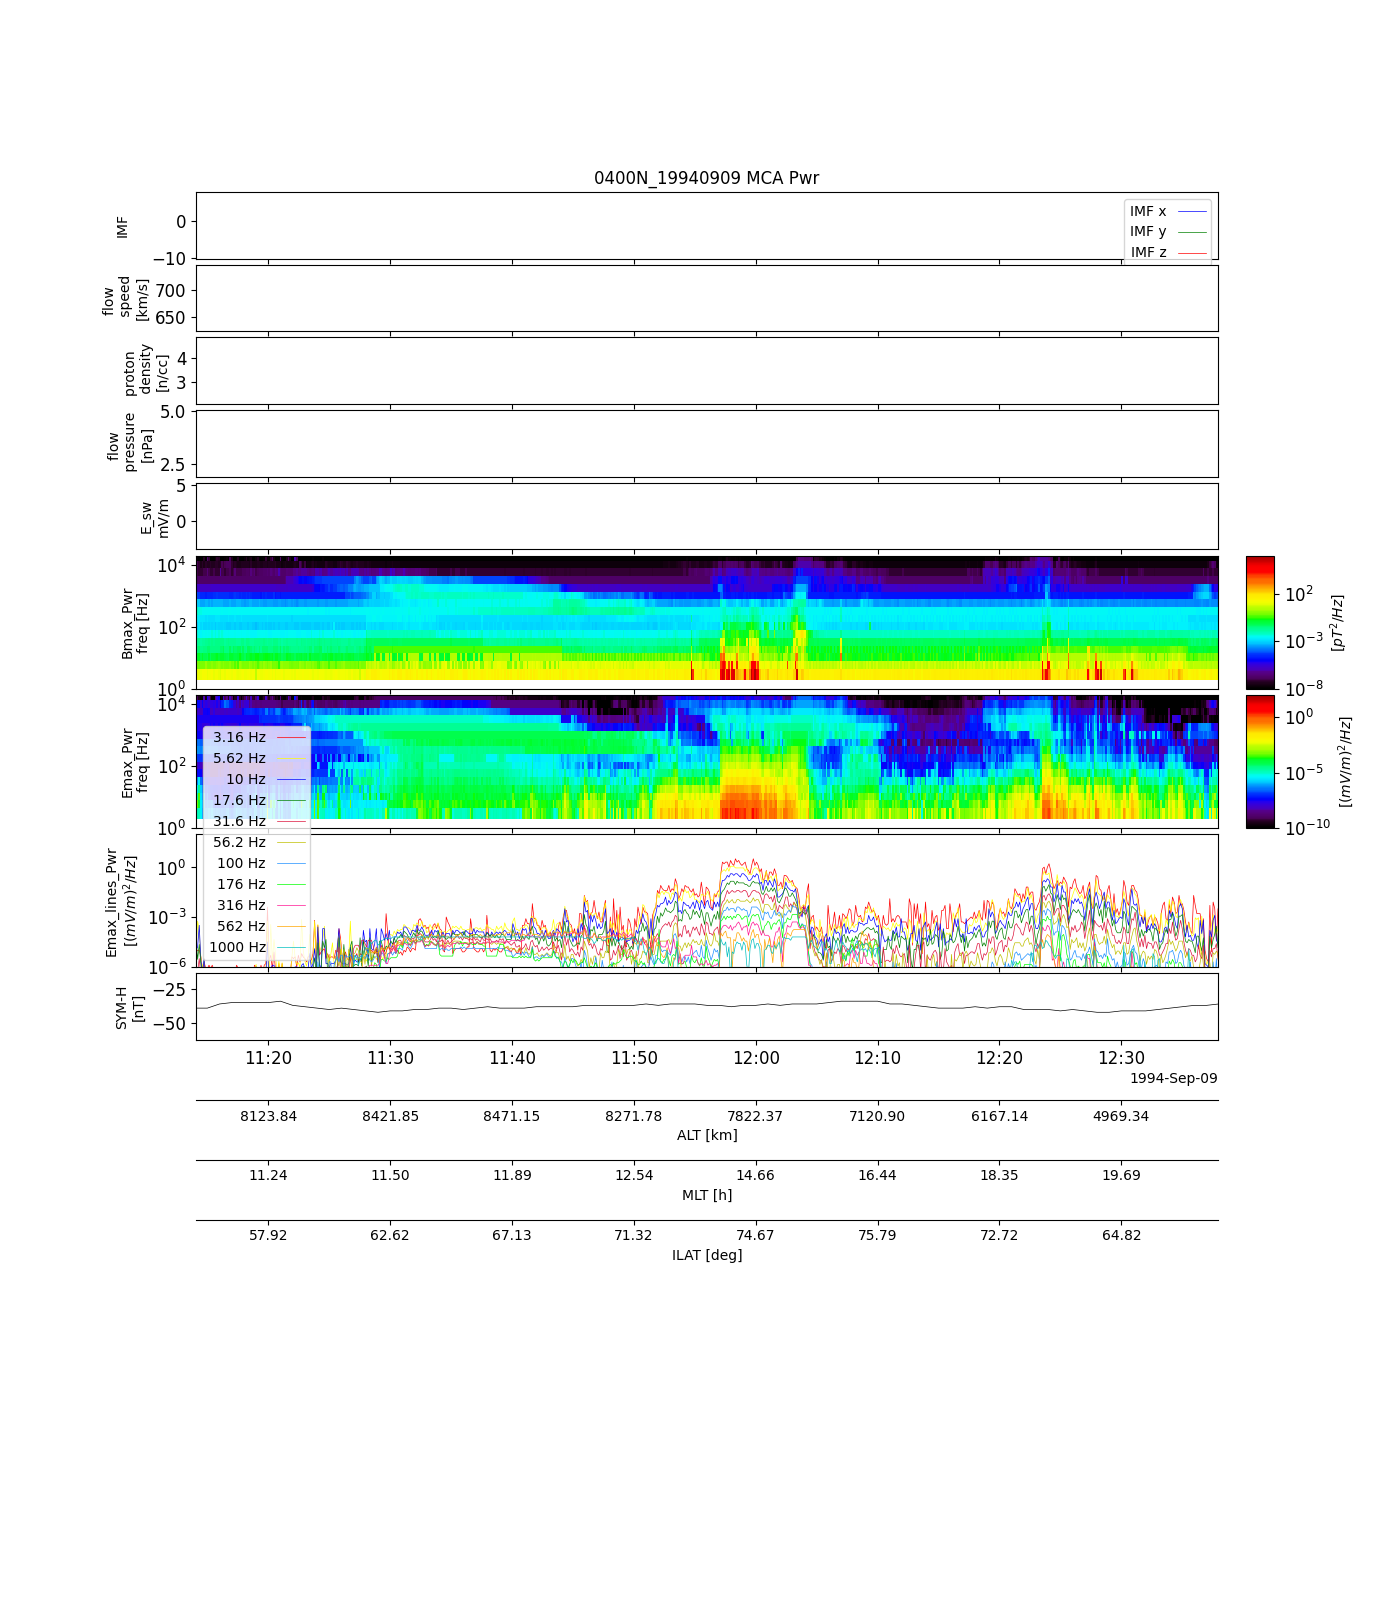 0400N_19940909 MCA Pwr
IMF
0
−10
IMF x
IMF y
IMF z
flow
speed
[km/s]
700
650
proton
density
[n/cc]
4
3
flow
pressure
[nPa]
5.0
2.5
E_sw
mV/m
5
0
Bmax_Pwr
freq [Hz]
10^4
10^2
10^0
10^2
10^−3
10^−8
[pT^2/Hz]
Emax_Pwr
freq [Hz]
10^4
10^2
10^0
10^0
10^−5
10^−10
[(mV/m)^2/Hz]
3.16 Hz
5.62 Hz
10 Hz
17.6 Hz
31.6 Hz
56.2 Hz
100 Hz
176 Hz
316 Hz
562 Hz
1000 Hz
Emax_lines_Pwr
[(mV/m)^2/Hz]
10^0
10^−3
10^−6
SYM-H
[nT]
−25
−50
11:20 11:30 11:40 11:50 12:00 12:10 12:20 12:30
1994-Sep-09
8123.84 8421.85 8471.15 8271.78 7822.37 7120.90 6167.14 4969.34
ALT [km]
11.24 11.50 11.89 12.54 14.66 16.44 18.35 19.69
MLT [h]
57.92 62.62 67.13 71.32 74.67 75.79 72.72 64.82
ILAT [deg]